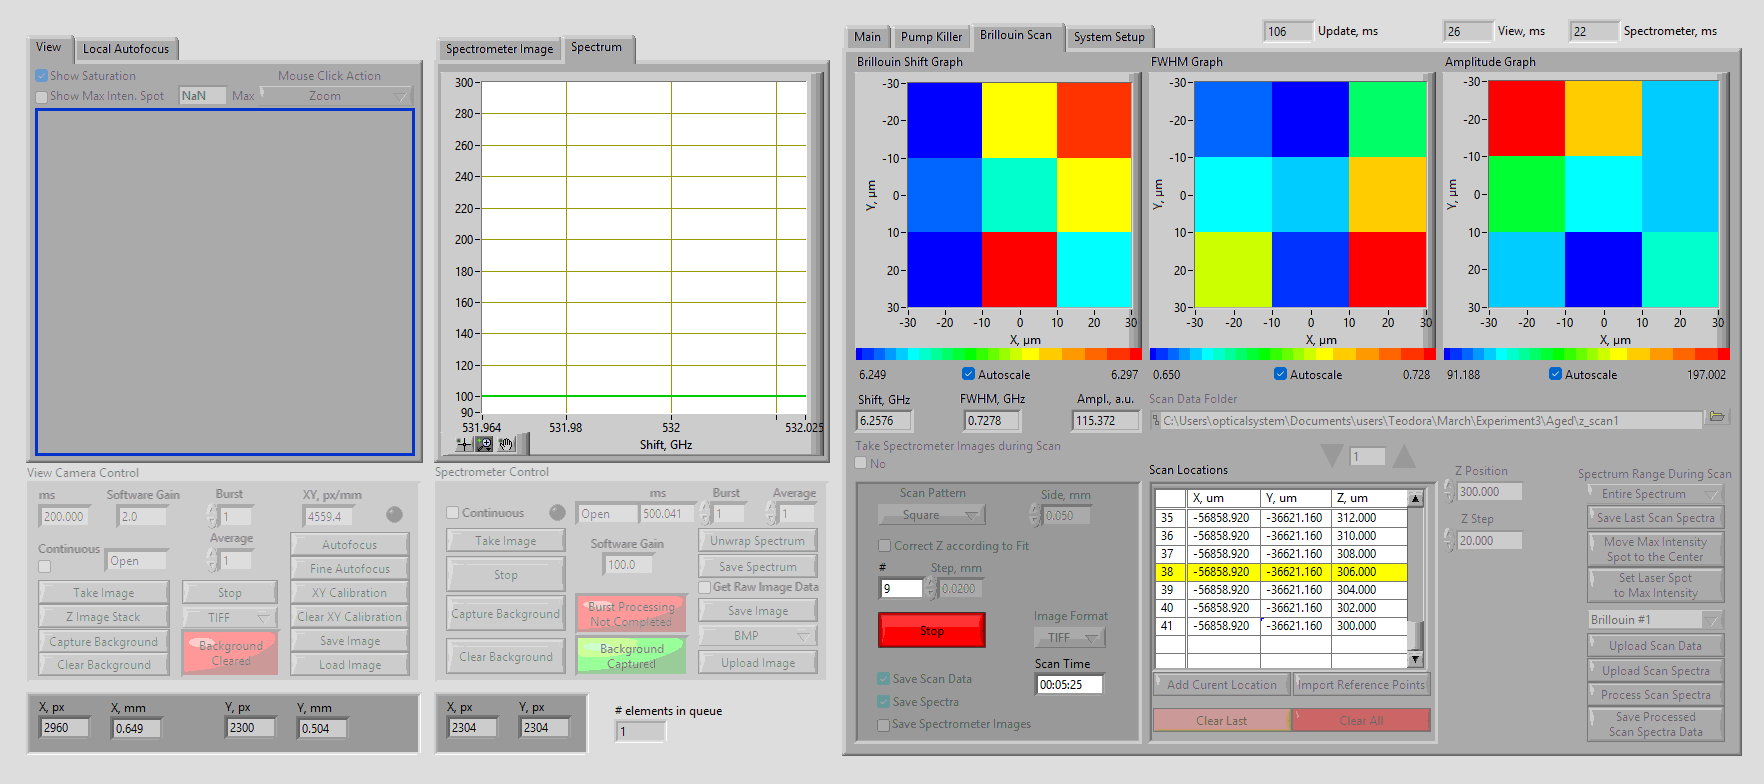 View
Local Autofocus
Show Saturation
Mouse Click Action
Show Max Inten. Spot
NaN
Max
Zoom
View Camera Control
ms
Software Gain
Burst
XY, px/mm
200.000
2.0
1
4559.4
Average
Continuous
Open
1
Autofocus
Fine Autofocus
Take Image
Stop
XY Calibration
Z Image Stack
TIFF
Clear XY Calibration
Capture Background
Background
Cleared
Save Image
Clear Background
Load Image
X, px
X, mm
Y, px
Y, mm
2960
0.649
2300
0.504
Spectrometer Image
Spectrum
300
280
260
240
220
200
180
160
140
120
100
90
531.964
531.98
532
532.025
Shift, GHz
Spectrometer Control
ms
Burst
Average
Continuous
Open
500.041
1
1
Take Image
Software Gain
Unwrap Spectrum
Stop
100.0
Save Spectrum
Get Raw Image Data
Capture Background
Burst Processing
Not Completed
Save Image
BMP
Clear Background
Background
Captured
Upload Image
X, px
Y, px
2304
2304
# elements in queue
1
106
Update, ms
26
View, ms
22
Spectrometer, ms
Main
Pump Killer
Brillouin Scan
System Setup
Brillouin Shift Graph
-30
-20
-10
0
10
20
30
Y, µm
-30
-20
-10
0
10
20
30
X, µm
6.249
Autoscale
6.297
FWHM Graph
-30
-20
-10
0
10
20
30
Y, µm
-30
-20
-10
0
10
20
30
X, µm
0.650
Autoscale
0.728
Amplitude Graph
-30
-20
-10
0
10
20
30
Y, µm
-30
-20
-10
0
10
20
30
X, µm
91.188
Autoscale
197.002
Shift, GHz
FWHM, GHz
Ampl., a.u.
6.2576
0.7278
115.372
Scan Data Folder
C:\Users\opticalsystem\Documents\users\Teodora\March\Experiment3\Aged\z_scan1
Take Spectrometer Images during Scan
No
1
Scan Pattern
Side, mm
Square
0.050
Correct Z according to Fit
#
Step, mm
9
0.0200
Stop
Image Format
TIFF
Scan Time
00:05:25
Save Scan Data
Save Spectra
Save Spectrometer Images
Scan Locations
X, um
Y, um
Z, um
35 -56858.920 -36621.160 312.000
36 -56858.920 -36621.160 310.000
37 -56858.920 -36621.160 308.000
38 -56858.920 -36621.160 306.000
39 -56858.920 -36621.160 304.000
40 -56858.920 -36621.160 302.000
41 -56858.920 -36621.160 300.000
Add Curent Location
Import Reference Points
Clear Last
Clear All
Z Position
300.000
Z Step
20.000
Spectrum Range During Scan
Entire Spectrum
Save Last Scan Spectra
Move Max Intensity
Spot to the Center
Set Laser Spot
to Max Intensity
Brillouin #1
Upload Scan Data
Upload Scan Spectra
Process Scan Spectra
Save Processed
Scan Spectra Data